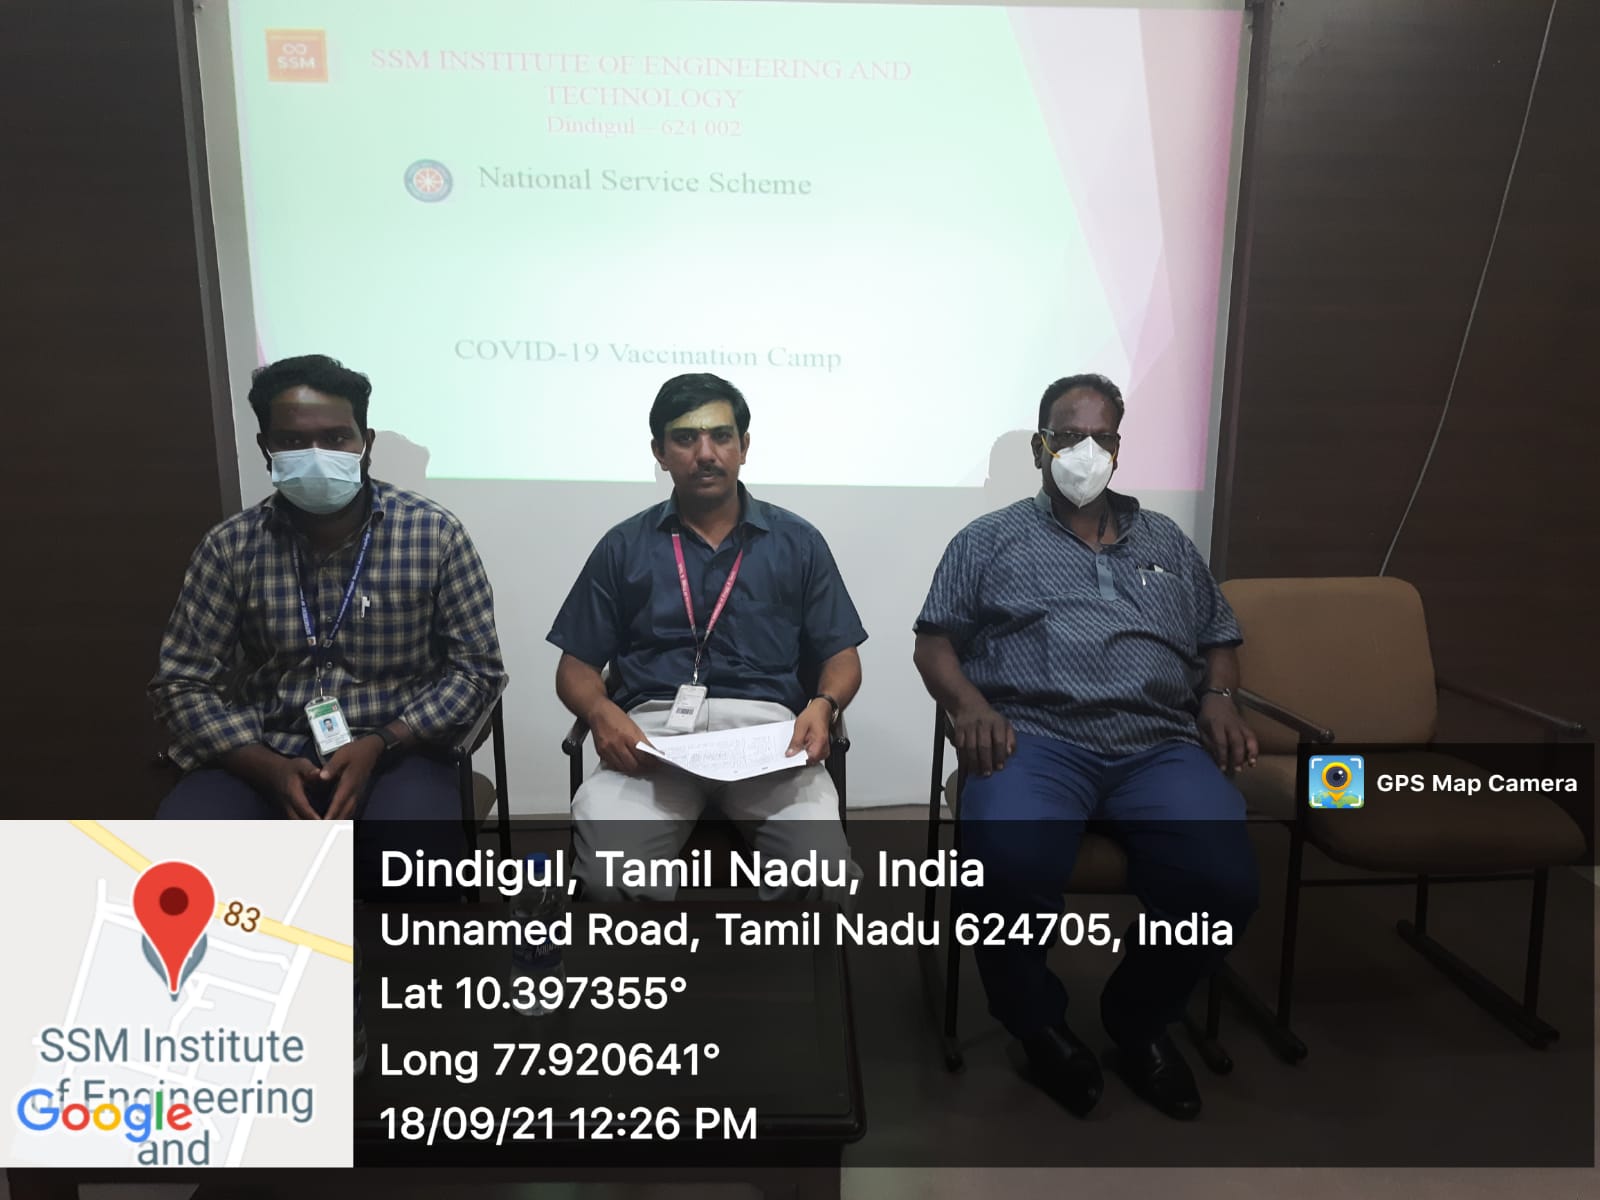 SSM
SSM INSTITUTE OF ENGINEERING AND
TECHNOLOGY
Dindigul – 624 002
National Service Scheme
COVID-19 Vaccination Camp
GPS Map Camera
83
SSM Institute
of Engineering
and
Google
Dindigul, Tamil Nadu, India
Unnamed Road, Tamil Nadu 624705, India
Lat 10.397355°
Long 77.920641°
18/09/21 12:26 PM